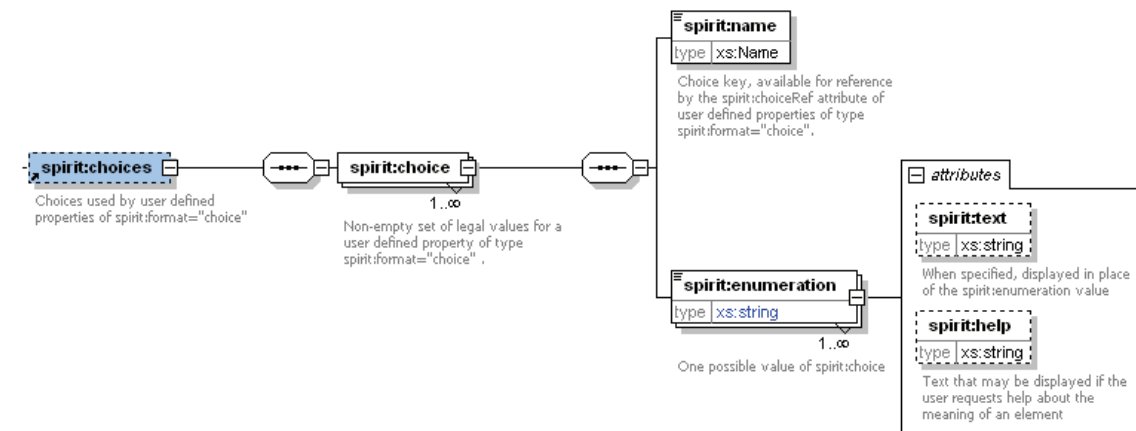 spirit:name
type xs:Name
Choice key, available for reference
by the spirit:choiceRef attribute of
user defined properties of type
spirit:format="choice".
spirit:choices
Choices used by user defined
properties of spirit:format="choice"
spirit:choice
1..∞
Non-empty set of legal values for a
user defined property of type
spirit:format="choice" .
spirit:enumeration
type xs:string
1..∞
One possible value of spirit:choice
attributes
spirit:text
type xs:string
When specified, displayed in place
of the spirit:enumeration value
spirit:help
type xs:string
Text that may be displayed if the
user requests help about the
meaning of an element